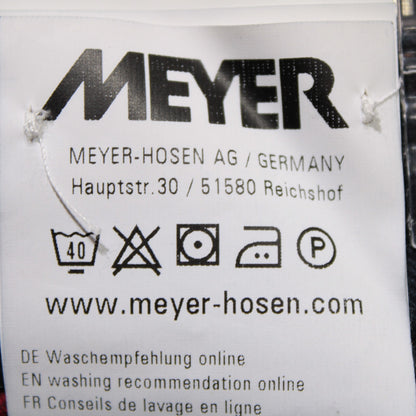 MEYER
MEYER-HOSEN AG / GERMANY
Hauptstr. 30 / 51580 Reichshof
40 P
www.meyer-hosen.com
DE Waschempfehlung online
EN washing recommendation online
FR Conseils de lavage en ligne